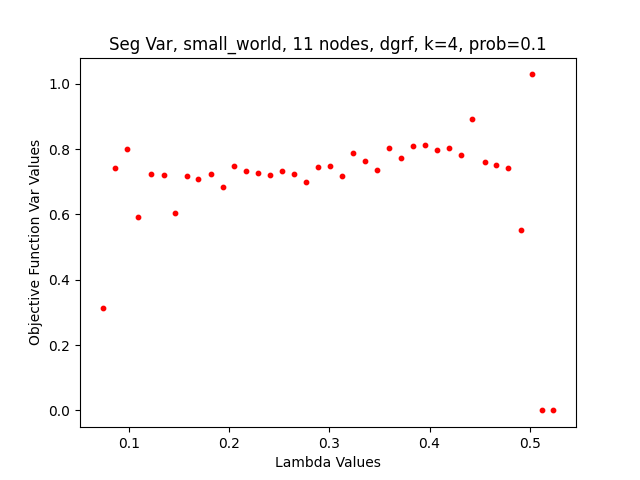 Seg Var, small_world, 11 nodes, dgrf, k=4, prob=0.1
Objective Function Var Values
1.0
0.8
0.6
0.4
0.2
0.0
0.1 0.2 0.3 0.4 0.5
Lambda Values